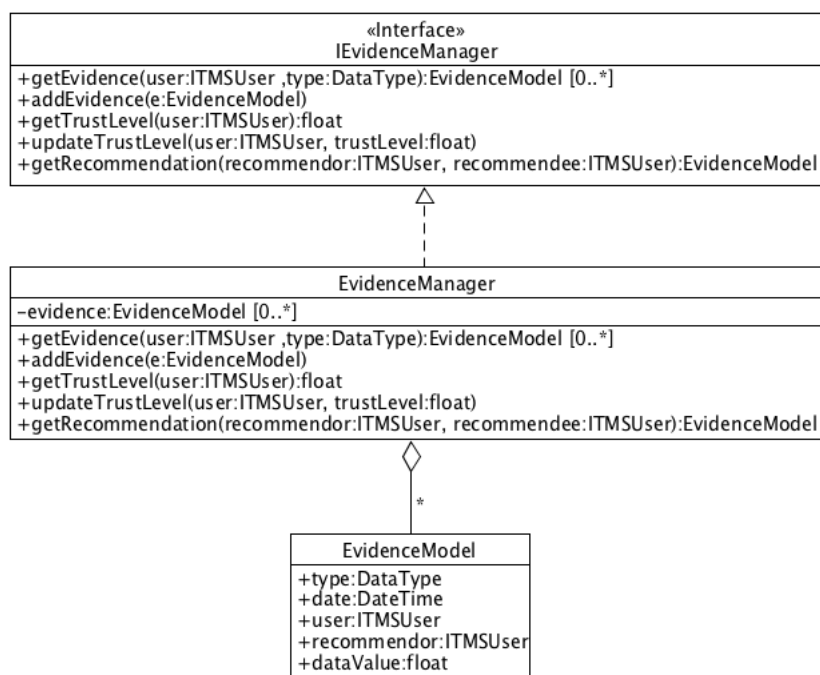 «Interface»
IEvidenceManager
+getEvidence(user:ITMSUser ,type:DataType):EvidenceModel [0..*]
+addEvidence(e:EvidenceModel)
+getTrustLevel(user:ITMSUser):float
+updateTrustLevel(user:ITMSUser, trustLevel:float)
+getRecommendation(recommendor:ITMSUser, recommendee:ITMSUser):EvidenceModel
EvidenceManager
-evidence:EvidenceModel [0..*]
+getEvidence(user:ITMSUser ,type:DataType):EvidenceModel [0..*]
+addEvidence(e:EvidenceModel)
+getTrustLevel(user:ITMSUser):float
+updateTrustLevel(user:ITMSUser, trustLevel:float)
+getRecommendation(recommendor:ITMSUser, recommendee:ITMSUser):EvidenceModel
*
EvidenceModel
+type:DataType
+date:DateTime
+user:ITMSUser
+recommendor:ITMSUser
+dataValue:float